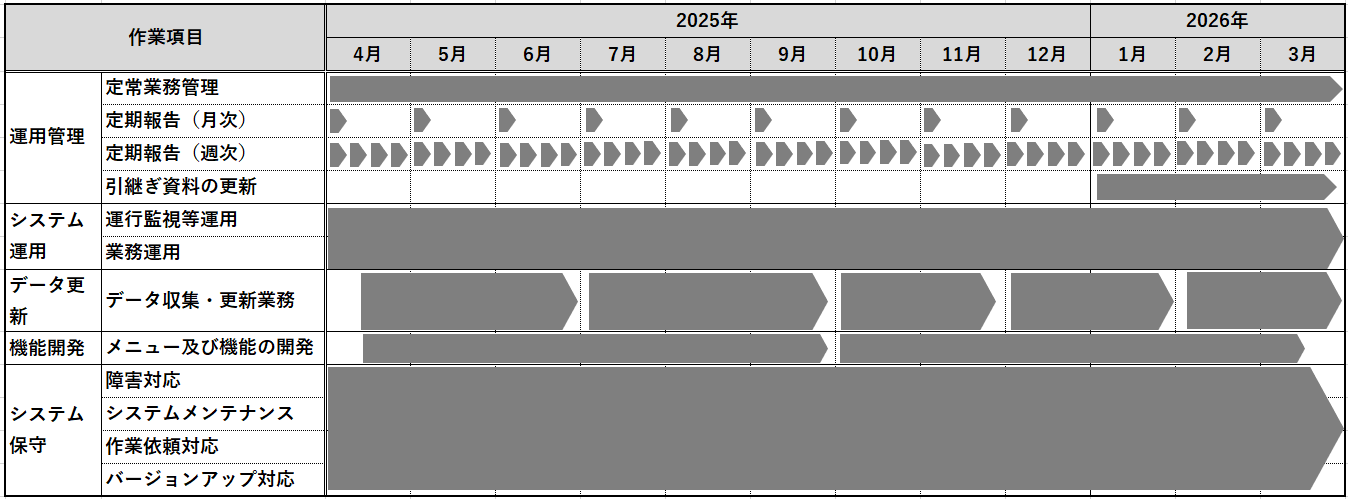 作業項目
2025年
2026年
4月
5月
6月
7月
8月
9月
10月
11月
12月
1月
2月
3月
運用管理
定常業務管理
定期報告（月次）
定期報告（週次）
引継ぎ資料の更新
システム
運用
運行監視等運用
業務運用
データ更
新
データ収集・更新業務
機能開発
メニュー及び機能の開発
システム
保守
障害対応
システムメンテナンス
作業依頼対応
バージョンアップ対応